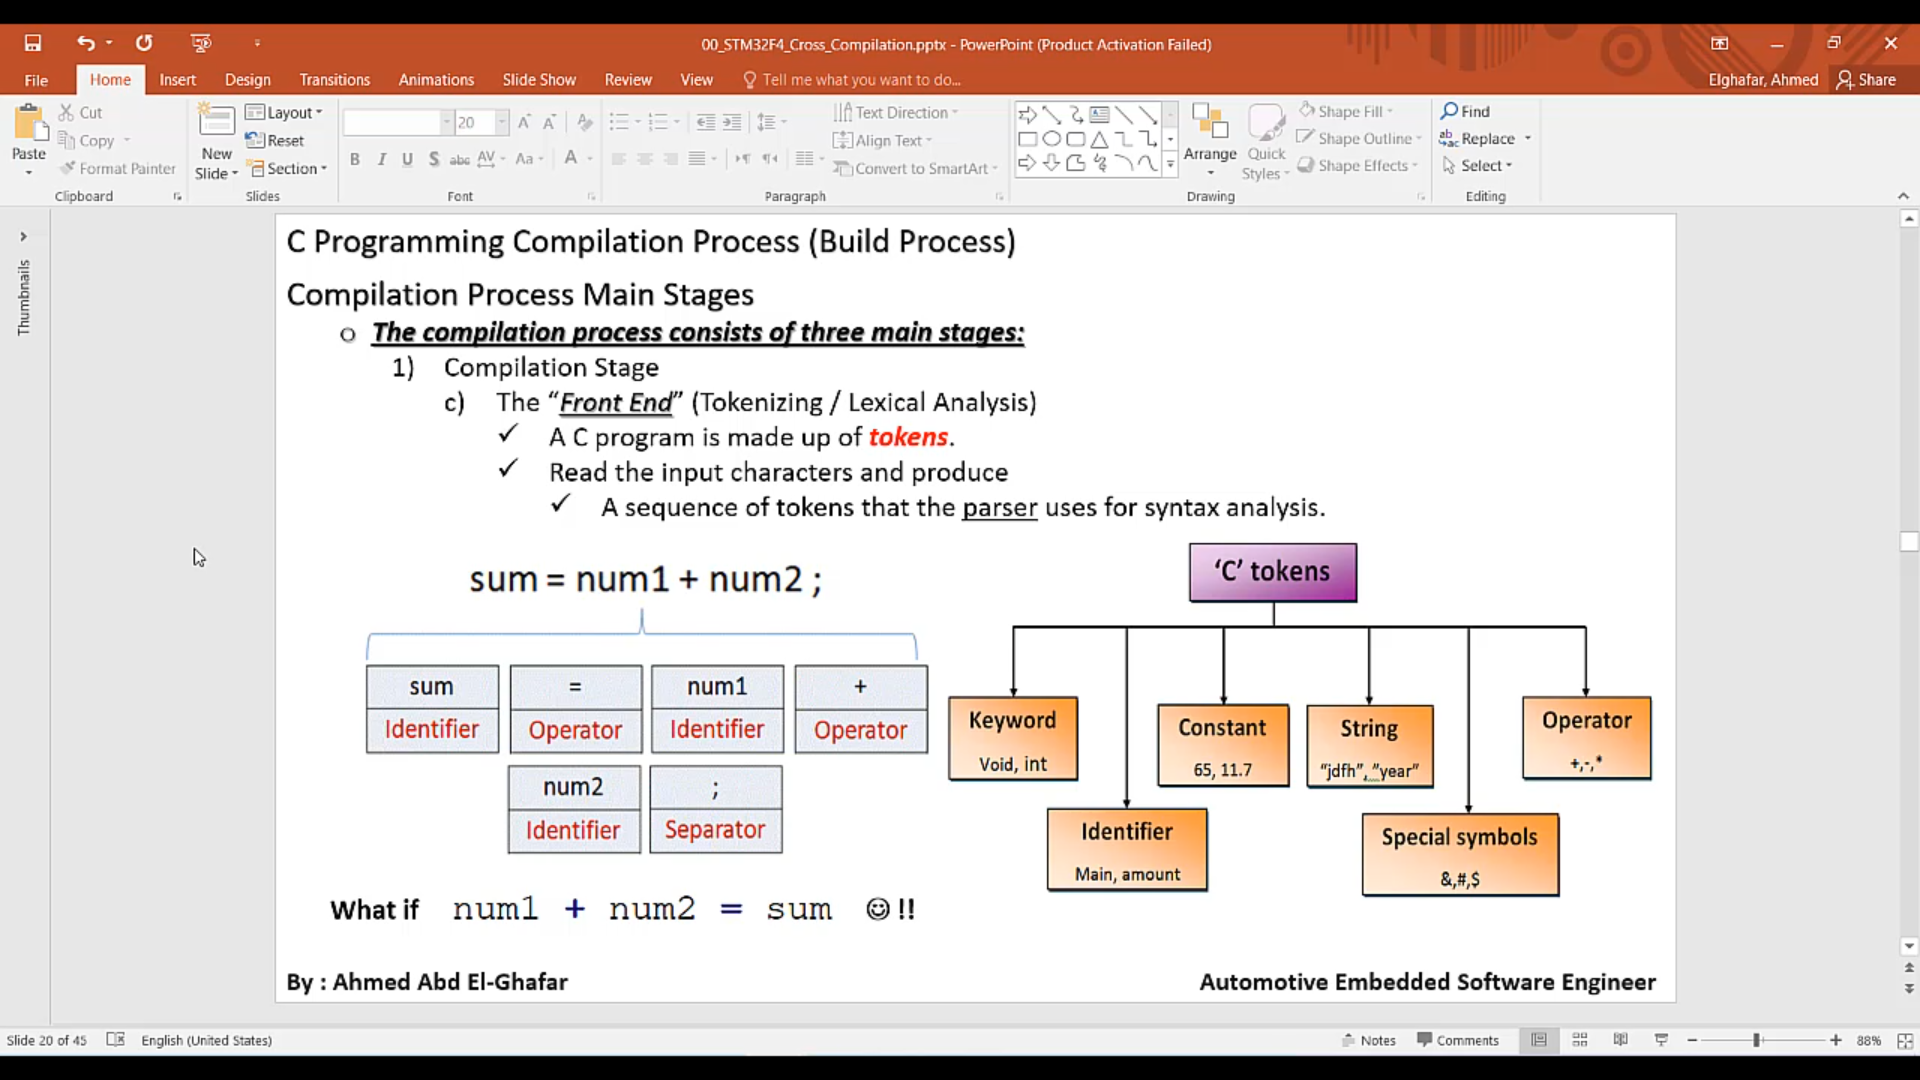 00_STM32F4_Cross_Compilation.pptx - PowerPoint (Product Activation Failed)
File Home Insert Design Transitions Animations Slide Show Review View Tell me what you want to do... Elghafar, Ahmed Share
Paste Cut Copy Format Painter Clipboard
New Slide Layout Reset Section Slides
20 Font
B I U S abc AV Aa A
Text Direction Align Text Convert to SmartArt Paragraph
Arrange Quick Styles Shape Fill Shape Outline Shape Effects Drawing
Find Replace Select Editing
Thumbnails
C Programming Compilation Process (Build Process)
Compilation Process Main Stages
o The compilation process consists of three main stages:
1) Compilation Stage
c) The “Front End” (Tokenizing / Lexical Analysis)
✓ A C program is made up of tokens.
✓ Read the input characters and produce
✓ A sequence of tokens that the parser uses for syntax analysis.
sum = num1 + num2 ;
sum = num1 +
Identifier Operator Identifier Operator
num2 ;
Identifier Separator
What if num1 + num2 = sum ☺ !!
‘C’ tokens
Keyword
Void, int
Constant
65, 11.7
String
“jdfh”, ”year”
Operator
+,-,*
Identifier
Main, amount
Special symbols
&,#,$
By : Ahmed Abd El-Ghafar
Automotive Embedded Software Engineer
Slide 20 of 45 English (United States) Notes Comments 88%